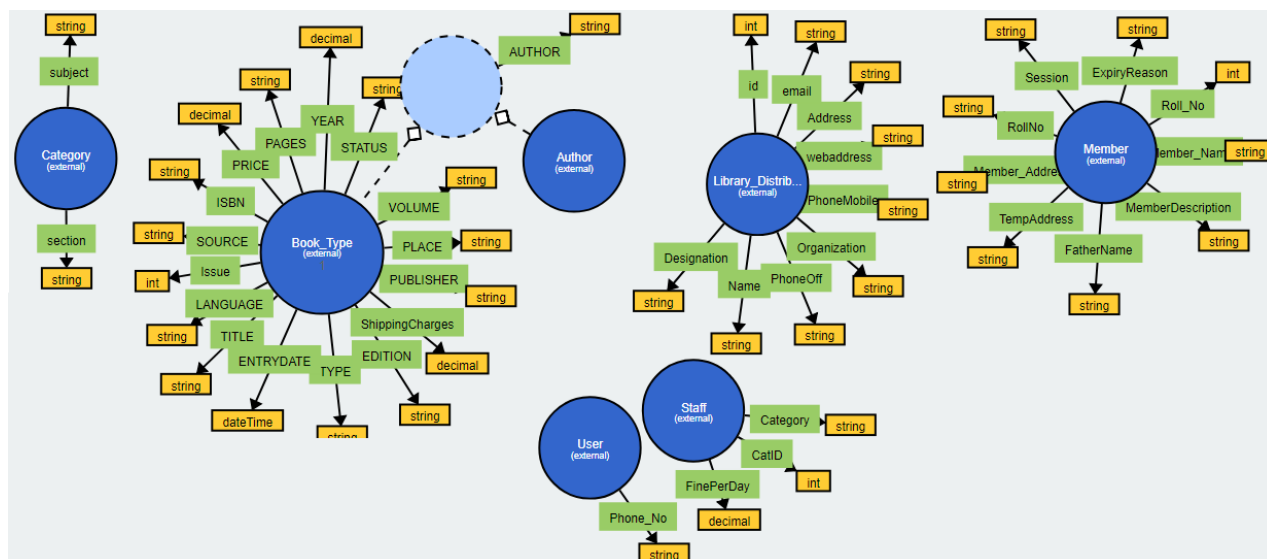 string
subject
Category
(external)
section
string
decimal
string
decimal
string
YEAR
PAGES
STATUS
PRICE
string
ISBN
string
SOURCE
Book_Type
(external)
Issue
int
LANGUAGE
string
TITLE
string
ENTRYDATE
dateTime
TYPE
string
EDITION
string
ShippingCharges
decimal
PUBLISHER
string
PLACE
string
VOLUME
string
AUTHOR
string
Author
(external)
int
string
id
email
string
Address
string
webaddress
Library_Distrib...
(external)
PhoneMobile
string
Organization
string
PhoneOff
string
Name
string
Designation
string
string
string
Session
ExpiryReason
int
Roll_No
string
RollNo
Member
(external)
Member_Name
string
Member_Addre
string
MemberDescription
string
TempAddress
string
FatherName
string
User
(external)
Phone_No
string
Staff
(external)
Category
string
CatID
int
FinePerDay
decimal